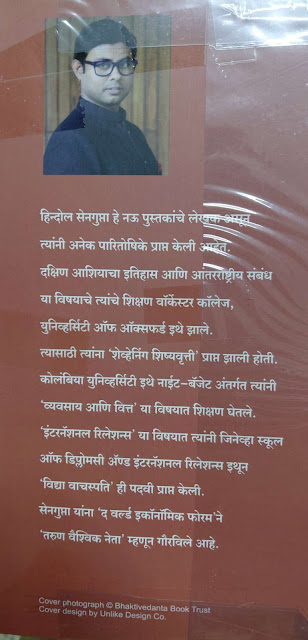 हिन्दोल सेनगुप्ता हे नऊ पुस्तकांचे लेखक असून
त्यांनी अनेक पारितोषिके प्राप्त केली आहेत.
दक्षिण आशियाचा इतिहास आणि आंतरराष्ट्रीय संबंध
या विषयाचे त्यांचे शिक्षण वॉर्केस्टर कॉलेज,
युनिव्हर्सिटी ऑफ ऑक्सफर्ड इथे झाले.
त्यासाठी त्यांना ‘शेव्हेनिंग शिष्यवृत्ती’ प्राप्त झाली होती.
कोलंबिया युनिव्हर्सिटी इथे नाईट–बॅजेट अंतर्गत त्यांनी
‘व्यवसाय आणि वित्त’ या विषयात शिक्षण घेतले.
‘इंटरनॅशनल रिलेशन्स’ या विषयात त्यांनी जिनेव्हा स्कूल
ऑफ डिप्लोमसी अ‍ॅण्ड इंटरनॅशनल रिलेशन्स इथून
‘विद्या वाचस्पति’ ही पदवी प्राप्त केली.
सेनगुप्ता यांना ‘द वर्ल्ड इकॉनॉमिक फोरम’ने
‘तरुण वैश्विक नेता’ म्हणून गौरविले आहे.
Cover photograph © Bhaktivedanta Book Trust
Cover design by Unlike Design Co.